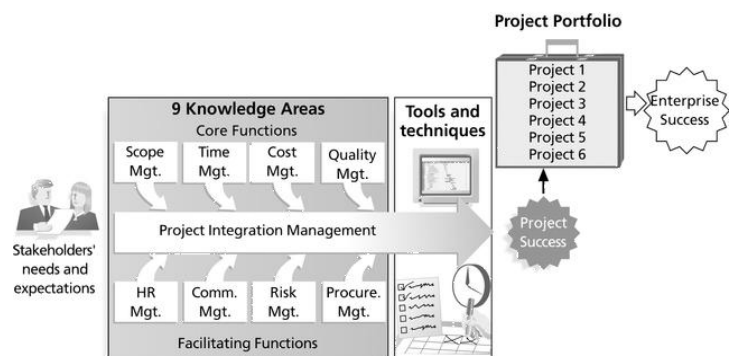 Project Portfolio
Project 1
Project 2
Project 3
Project 4
Project 5
Project 6
Enterprise
Success
9 Knowledge Areas
Core Functions
Scope
Mgt.
Time
Mgt.
Cost
Mgt.
Quality
Mgt.
Tools and
techniques
Stakeholders'
needs and
expectations
Project Integration Management
Project
Success
HR
Mgt.
Comm.
Mgt.
Risk
Mgt.
Procure.
Mgt.
Facilitating Functions